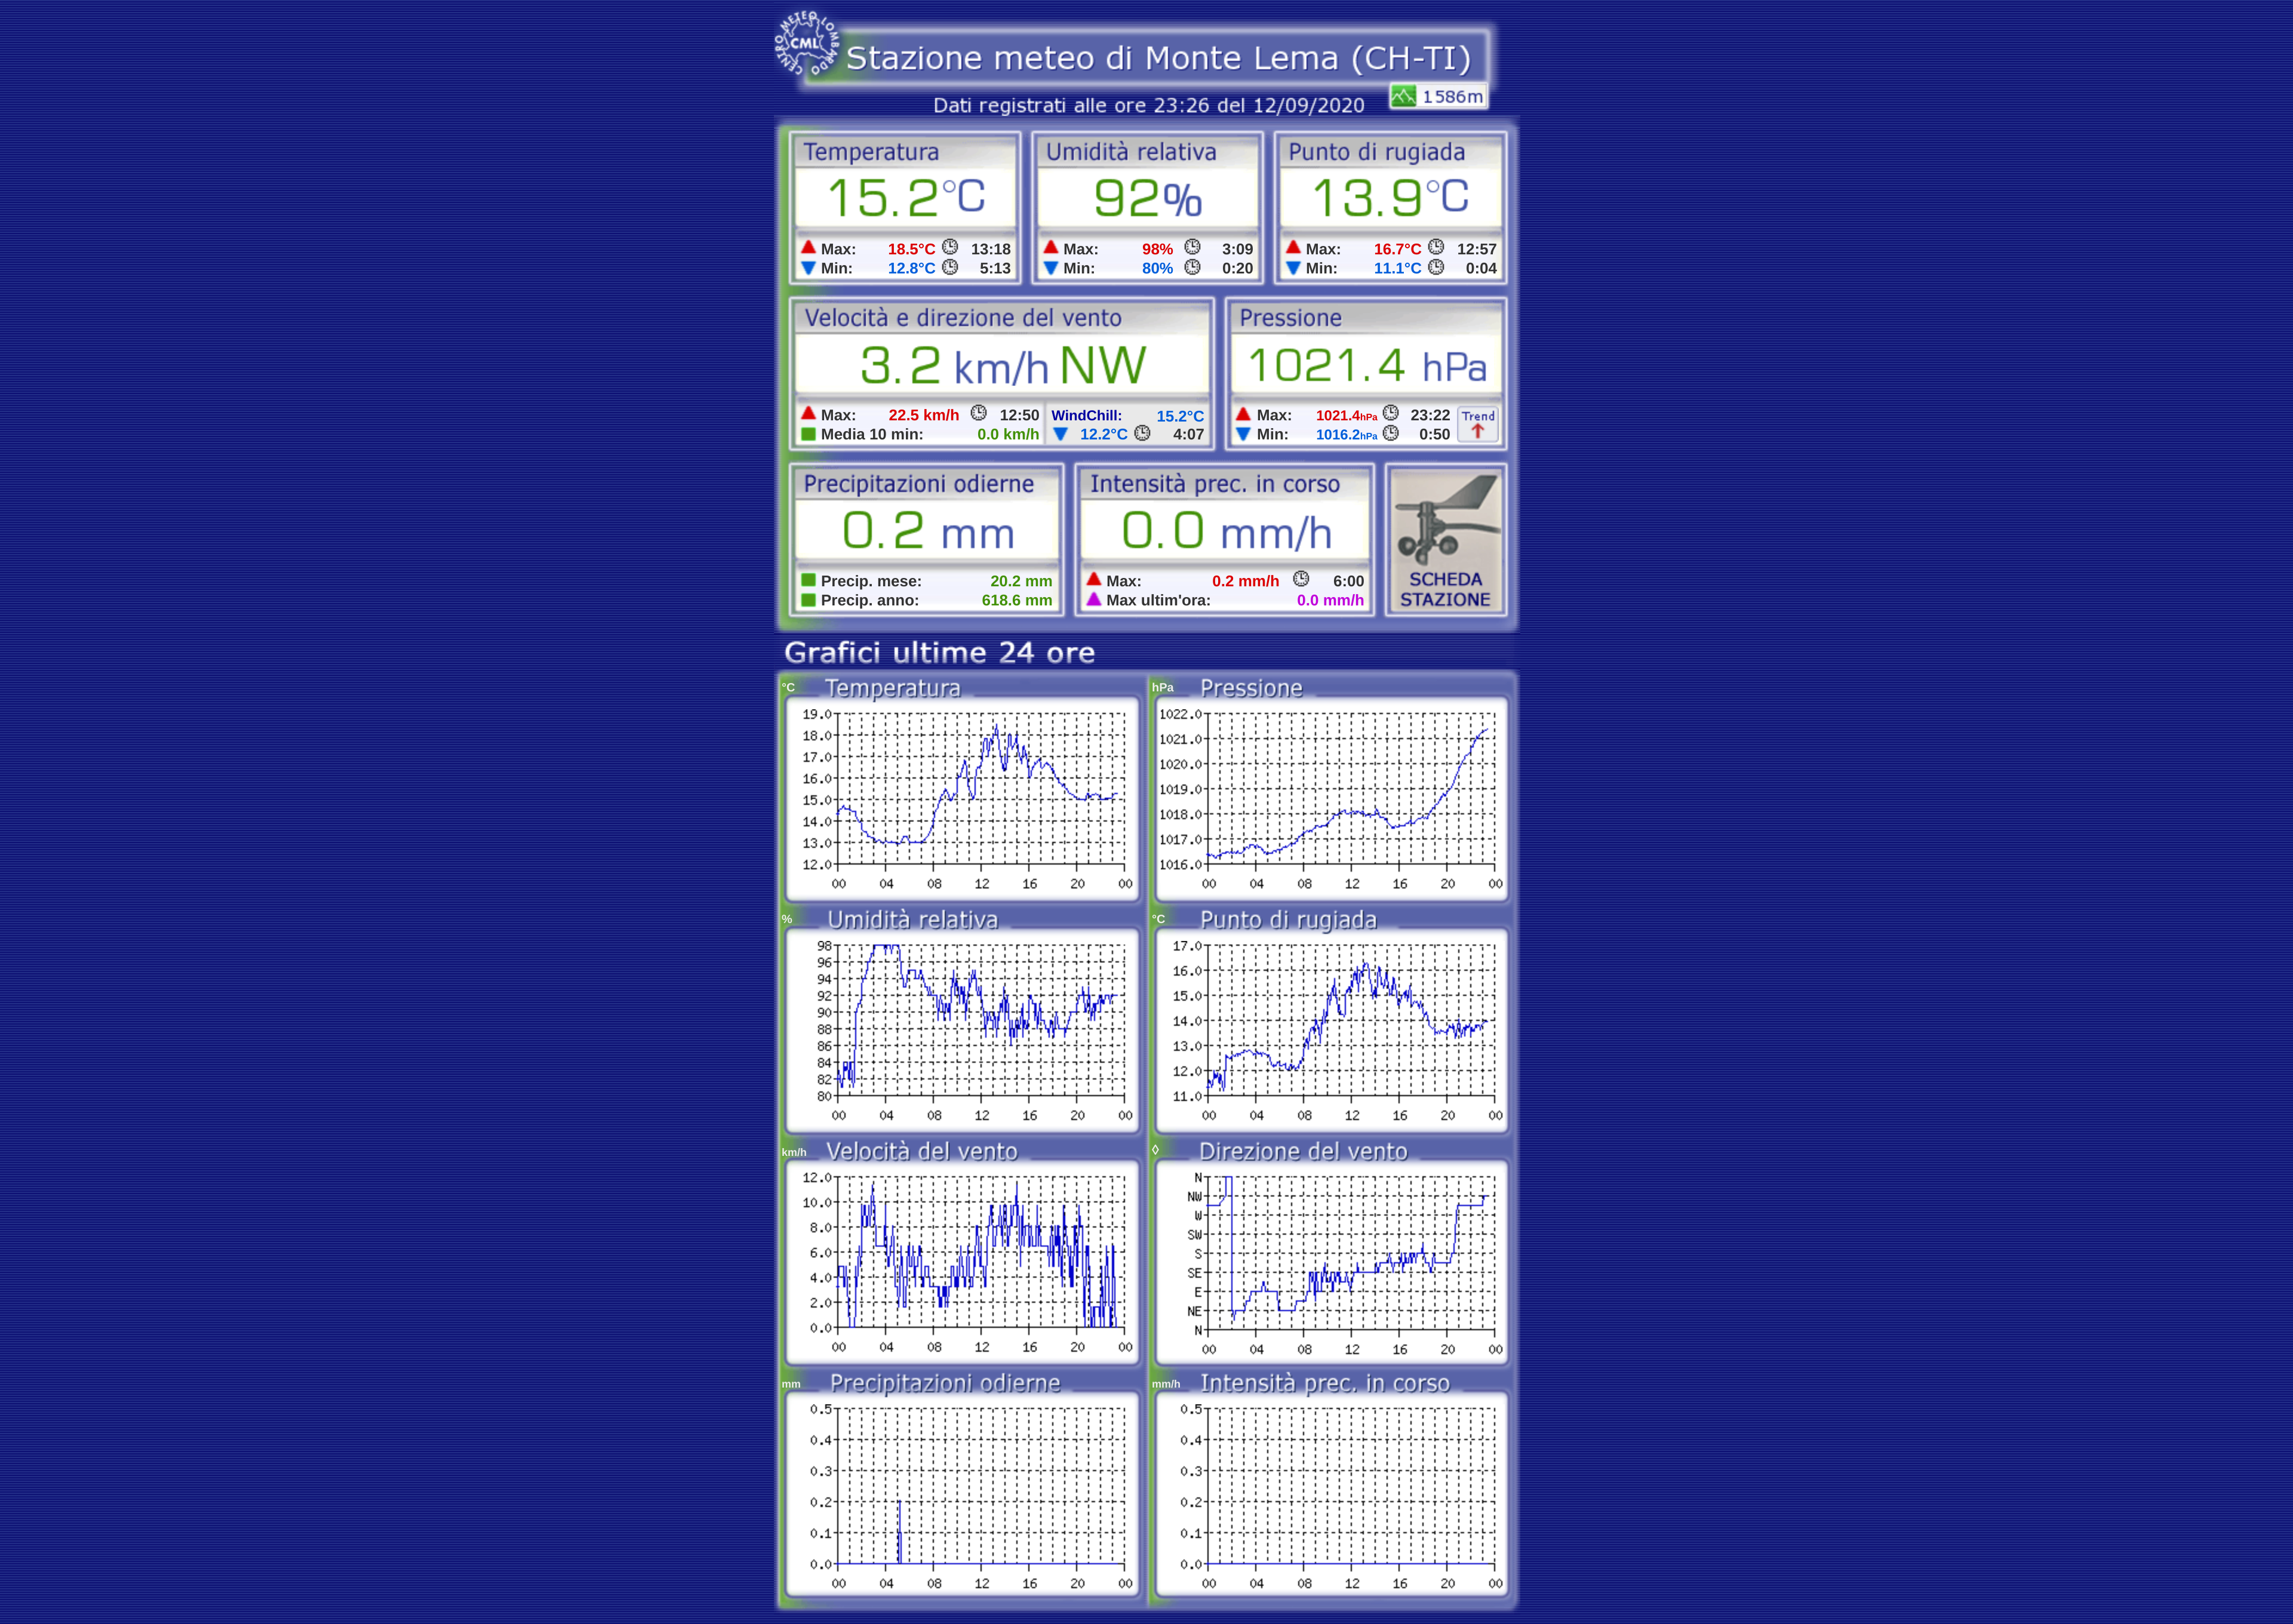 CENTRO METEO LOMBARDO
CML
Stazione meteo di Monte Lema (CH-TI)
Dati registrati alle ore 23:26 del 12/09/2020
1586m
Temperatura
15.2°C
Max: 18.5°C 13:18
Min: 12.8°C 5:13
Umidità relativa
92%
Max: 98% 3:09
Min: 80% 0:20
Punto di rugiada
13.9°C
Max: 16.7°C 12:57
Min: 11.1°C 0:04
Velocità e direzione del vento
3.2 km/h NW
Max: 22.5 km/h 12:50
Media 10 min: 0.0 km/h
WindChill: 15.2°C
12.2°C 4:07
Pressione
1021.4 hPa
Max: 1021.4hPa 23:22
Min: 1016.2hPa 0:50
Trend
Precipitazioni odierne
0.2 mm
Precip. mese: 20.2 mm
Precip. anno: 618.6 mm
Intensità prec. in corso
0.0 mm/h
Max: 0.2 mm/h 6:00
Max ultim'ora: 0.0 mm/h
SCHEDA
STAZIONE
Grafici ultime 24 ore
°C Temperatura
19.0
18.0
17.0
16.0
15.0
14.0
13.0
12.0
00 04 08 12 16 20 00
hPa Pressione
1022.0
1021.0
1020.0
1019.0
1018.0
1017.0
1016.0
00 04 08 12 16 20 00
% Umidità relativa
98
96
94
92
90
88
86
84
82
80
00 04 08 12 16 20 00
°C Punto di rugiada
17.0
16.0
15.0
14.0
13.0
12.0
11.0
00 04 08 12 16 20 00
km/h Velocità del vento
12.0
10.0
8.0
6.0
4.0
2.0
0.0
00 04 08 12 16 20 00
◊ Direzione del vento
N
NW
W
SW
S
SE
E
NE
N
00 04 08 12 16 20 00
mm Precipitazioni odierne
0.5
0.4
0.3
0.2
0.1
0.0
00 04 08 12 16 20 00
mm/h Intensità prec. in corso
0.5
0.4
0.3
0.2
0.1
0.0
00 04 08 12 16 20 00